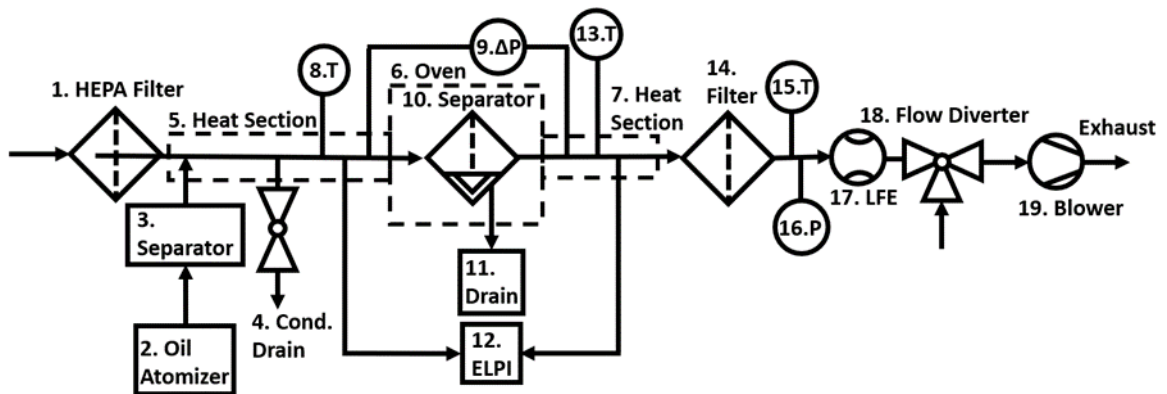 1. HEPA Filter
2. Oil
Atomizer
3.
Separator
4. Cond.
Drain
5. Heat Section
6. Oven
7. Heat
Section
8.T
9.ΔP
10. Separator
11.
Drain
12.
ELPI
13.T
14.
Filter
15.T
16.P
17. LFE
18. Flow Diverter
19. Blower
Exhaust